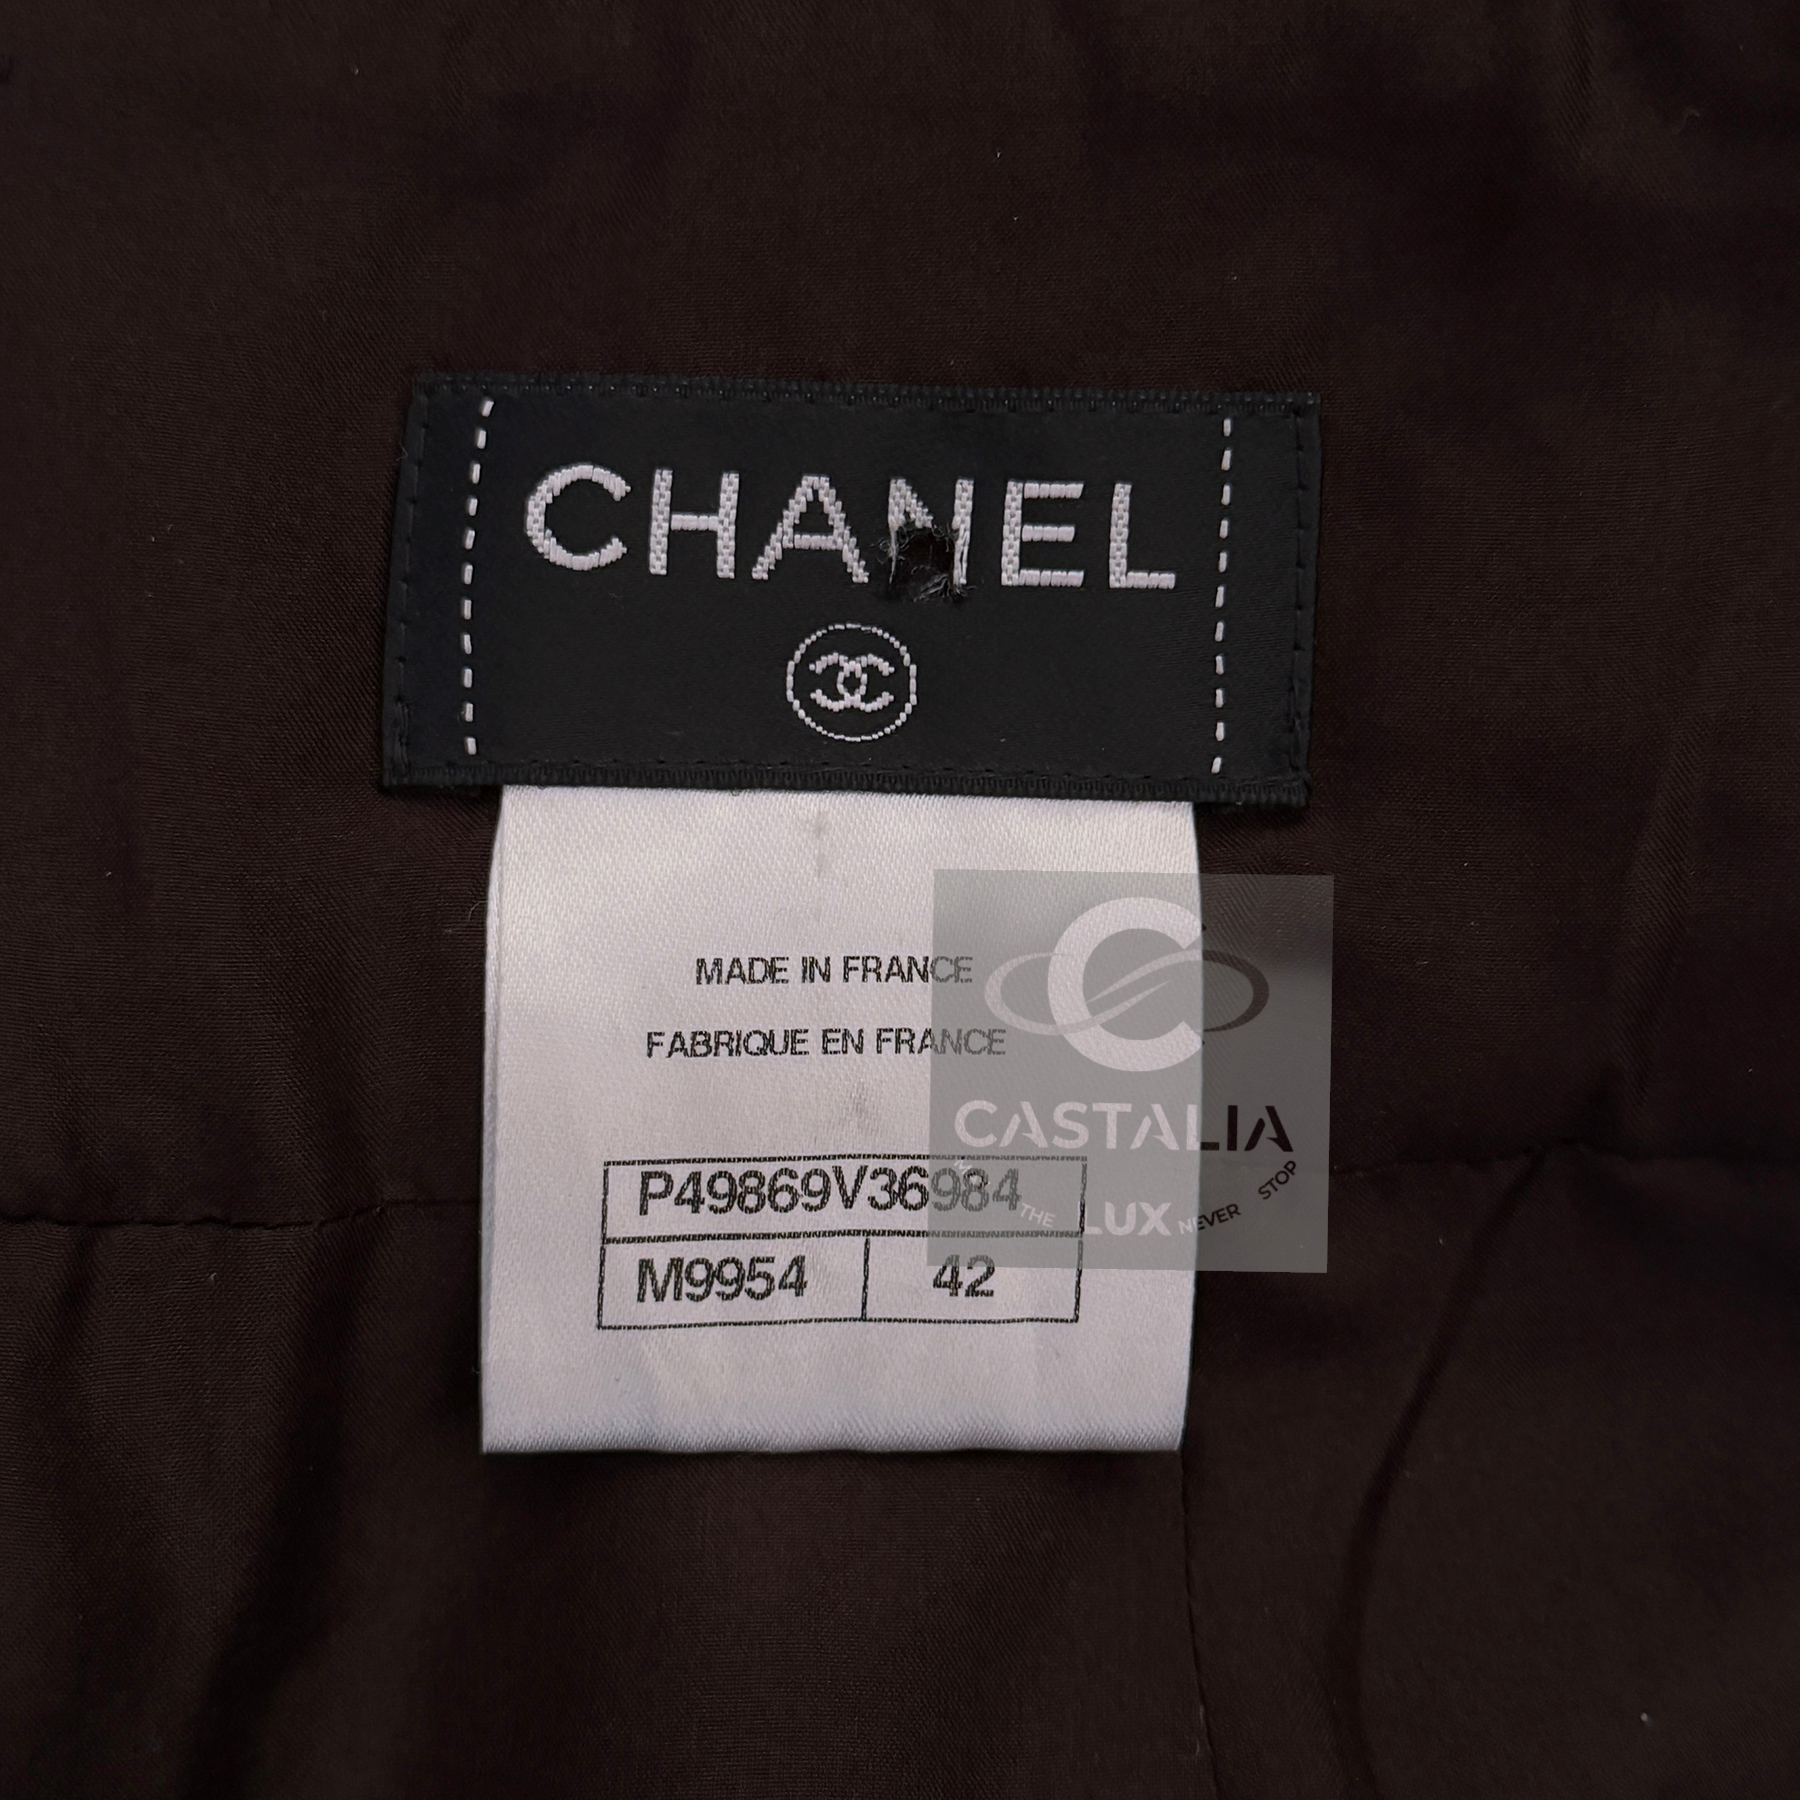 CHANEL
MADE IN FRANCE
FABRIQUE EN FRANCE
P49869V36984
M9954 42
CASTALIA
THE LUX NEVER STOP